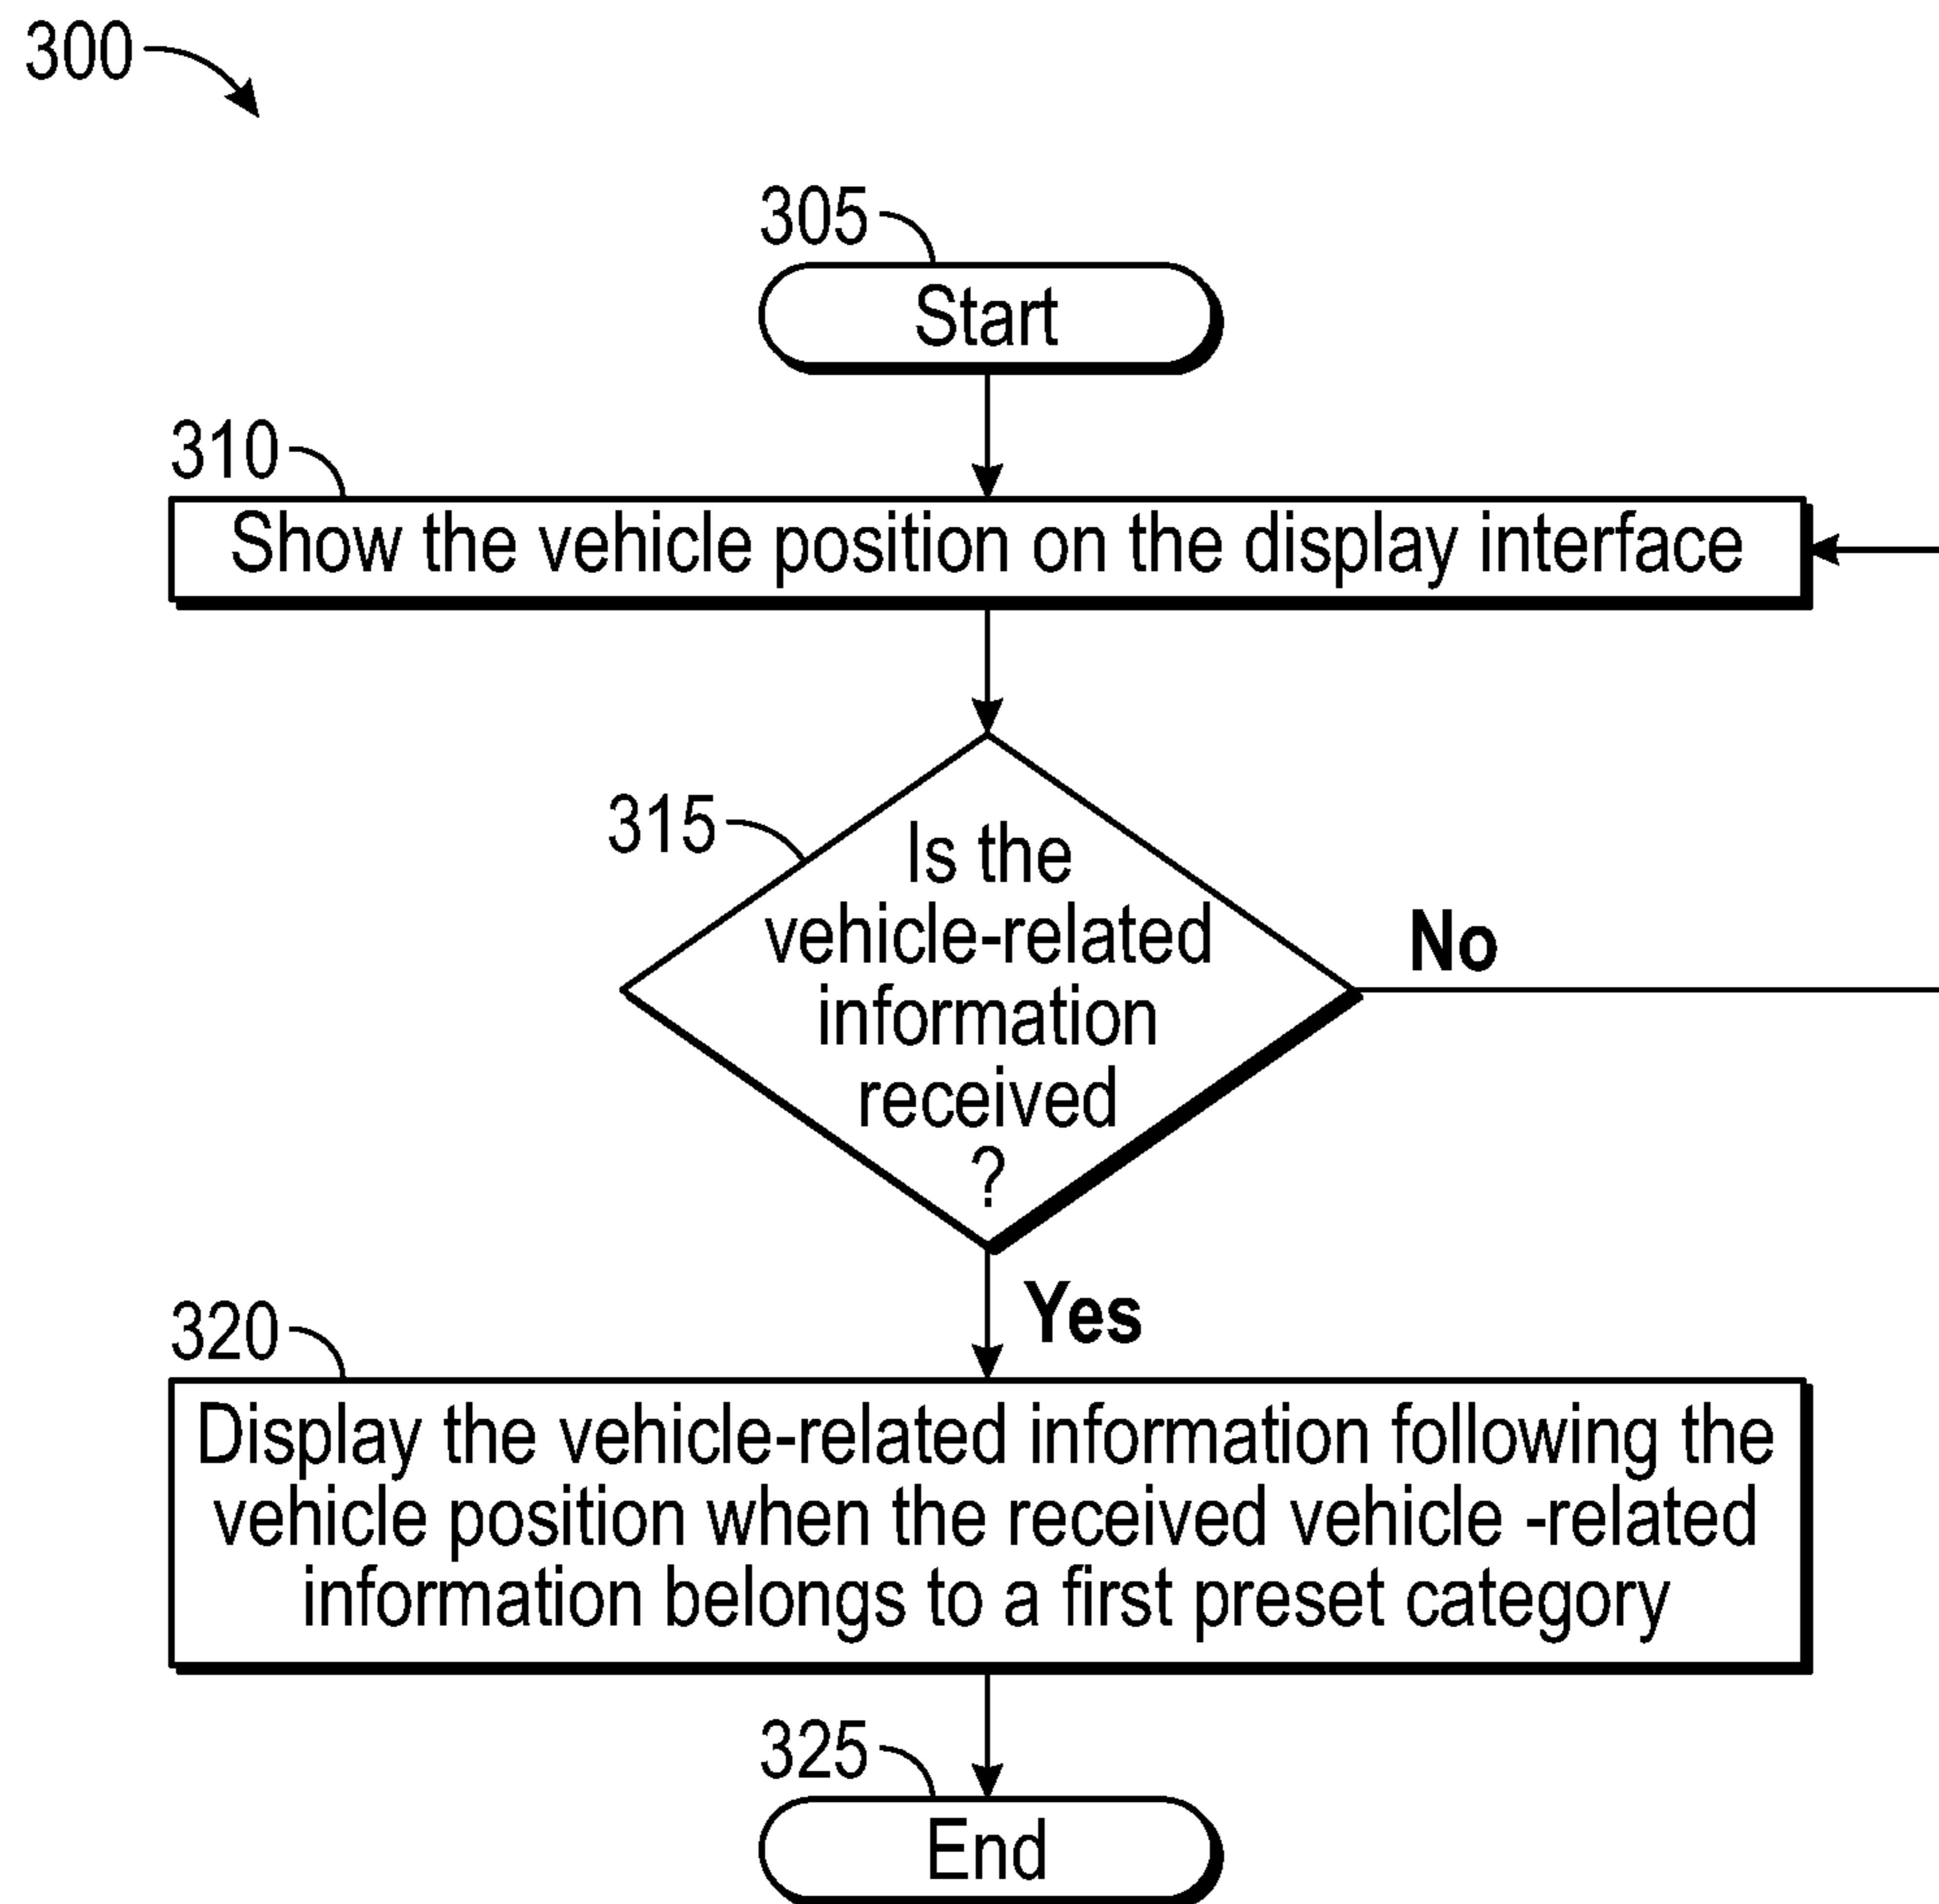 300
305
Start
310
Show the vehicle position on the display interface
315
Is the
vehicle-related
information
received
?
No
Yes
320
Display the vehicle-related information following the
vehicle position when the received vehicle -related
information belongs to a first preset category
325
End